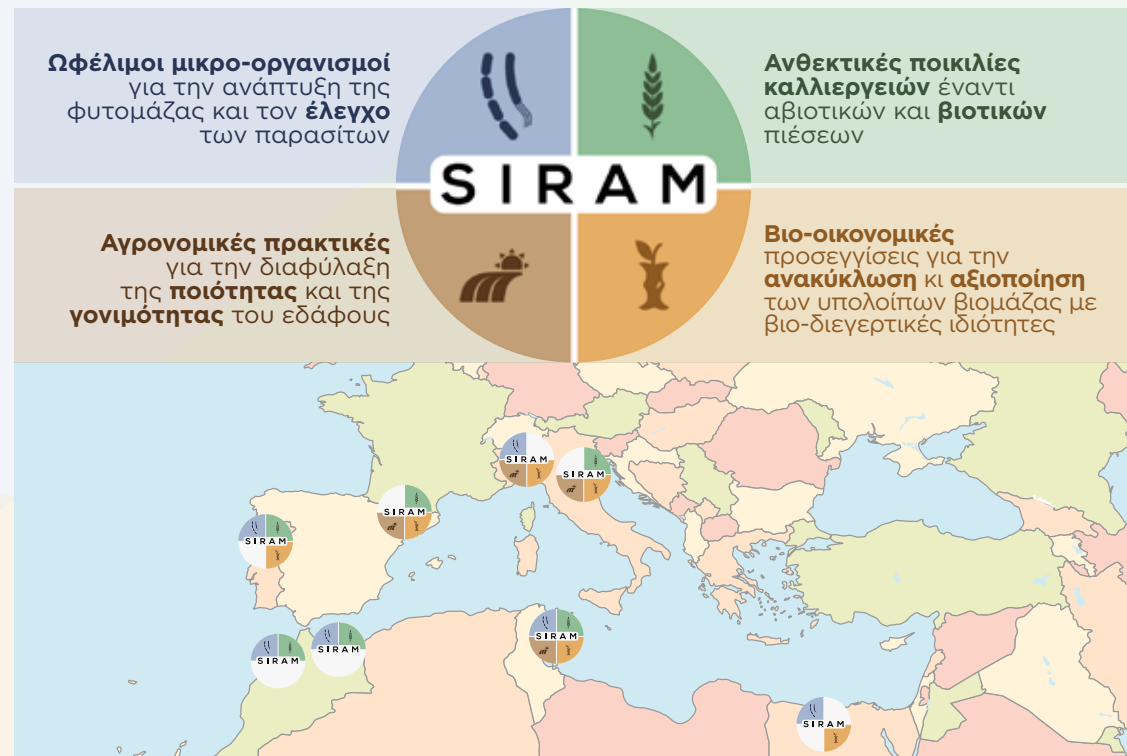 Ωφέλιμοι μικρο-οργανισμοί
για την ανάπτυξη της
φυτομάζας και τον έλεγχο
των παρασίτων
Ανθεκτικές ποικιλίες
καλλιεργειών έναντι
αβιοτικών και βιοτικών
πιέσεων
SIRAM
Αγρονομικές πρακτικές
για την διαφύλαξη
της ποιότητας και της
γονιμότητας του εδάφους
Βιο-οικονομικές
προσεγγίσεις για την
ανακύκλωση κι αξιοποίηση
των υπολοίπων βιομάζας με
βιο-διεγερτικές ιδιότητες
SIRAM
SIRAM
SIRAM
SIRAM
SIRAM
SIRAM
SIRAM
SIRAM